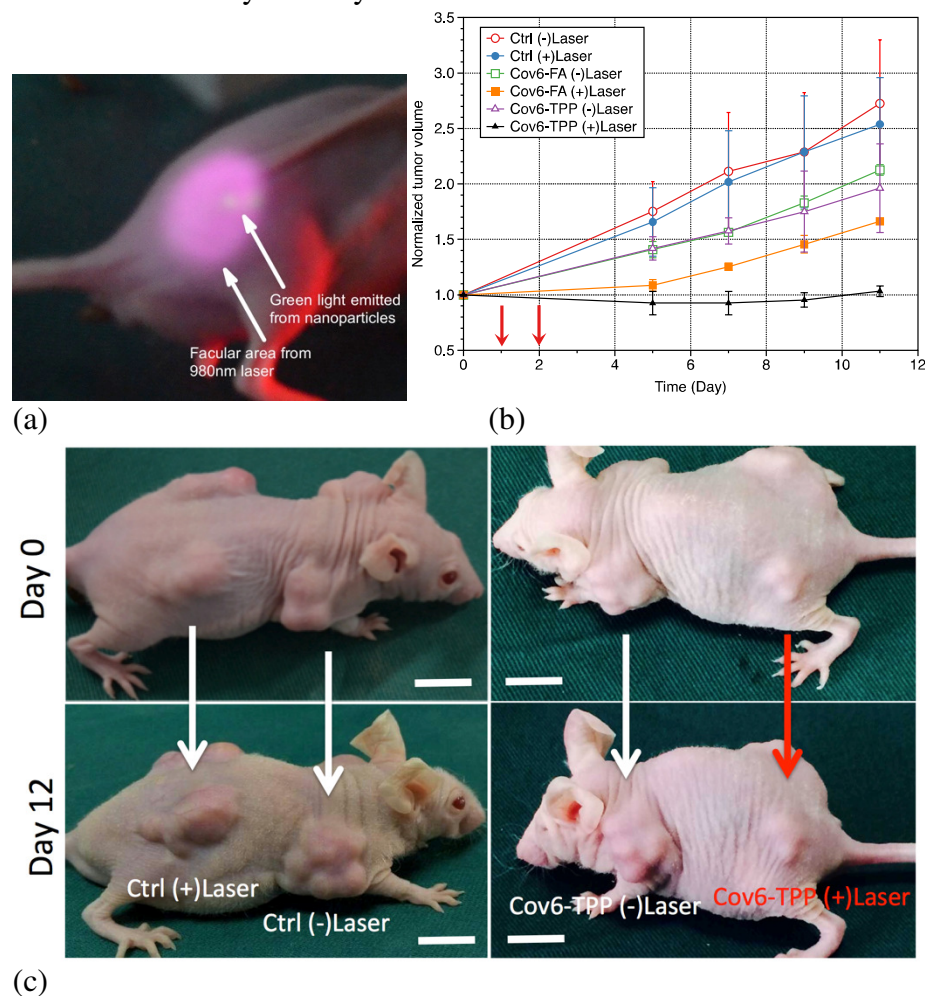 Ctrl (-)Laser
Ctrl (+)Laser
Cov6-FA (-)Laser
Cov6-FA (+)Laser
Cov6-TPP (-)Laser
Cov6-TPP (+)Laser
3.5
3.0
2.5
2.0
1.5
1.0
0.5
Normalized tumor volume
0
2
4
6
8
10
12
Time (Day)
Green light emitted
from nanoparticles
Facular area from
980nm laser
(a)
(b)
Day 0
Day 12
Ctrl (+)Laser
Ctrl (-)Laser
Cov6-TPP (-)Laser
Cov6-TPP (+)Laser
(c)